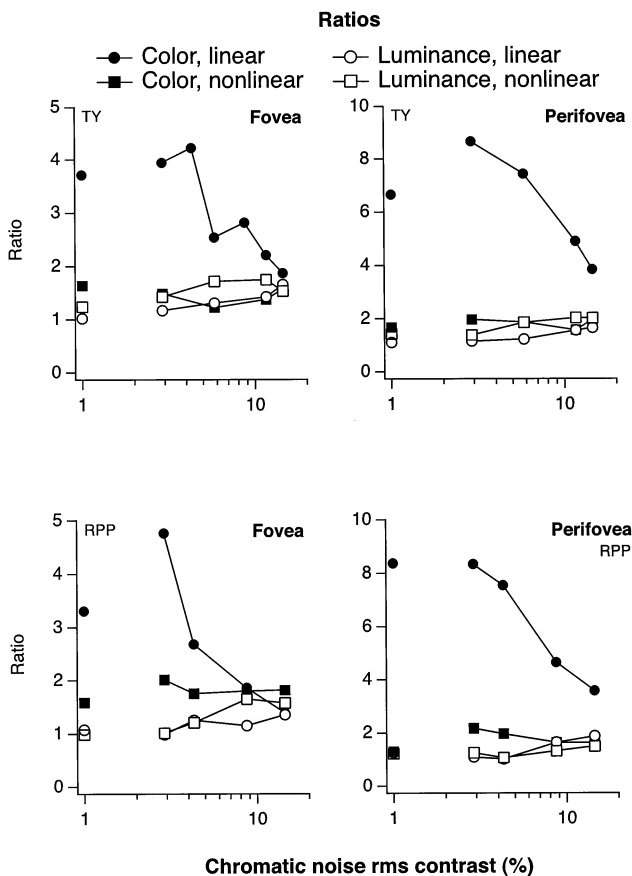 Ratios
Color, linear
Luminance, linear
Color, nonlinear
Luminance, nonlinear
5
4
3
2
1
0
Ratio
TY
Fovea
1
10
10
8
6
4
2
0
TY
Perifovea
1
10
5
4
3
2
1
0
Ratio
RPP
Fovea
1
10
10
8
6
4
2
0
Perifovea
RPP
1
10
Chromatic noise rms contrast (%)